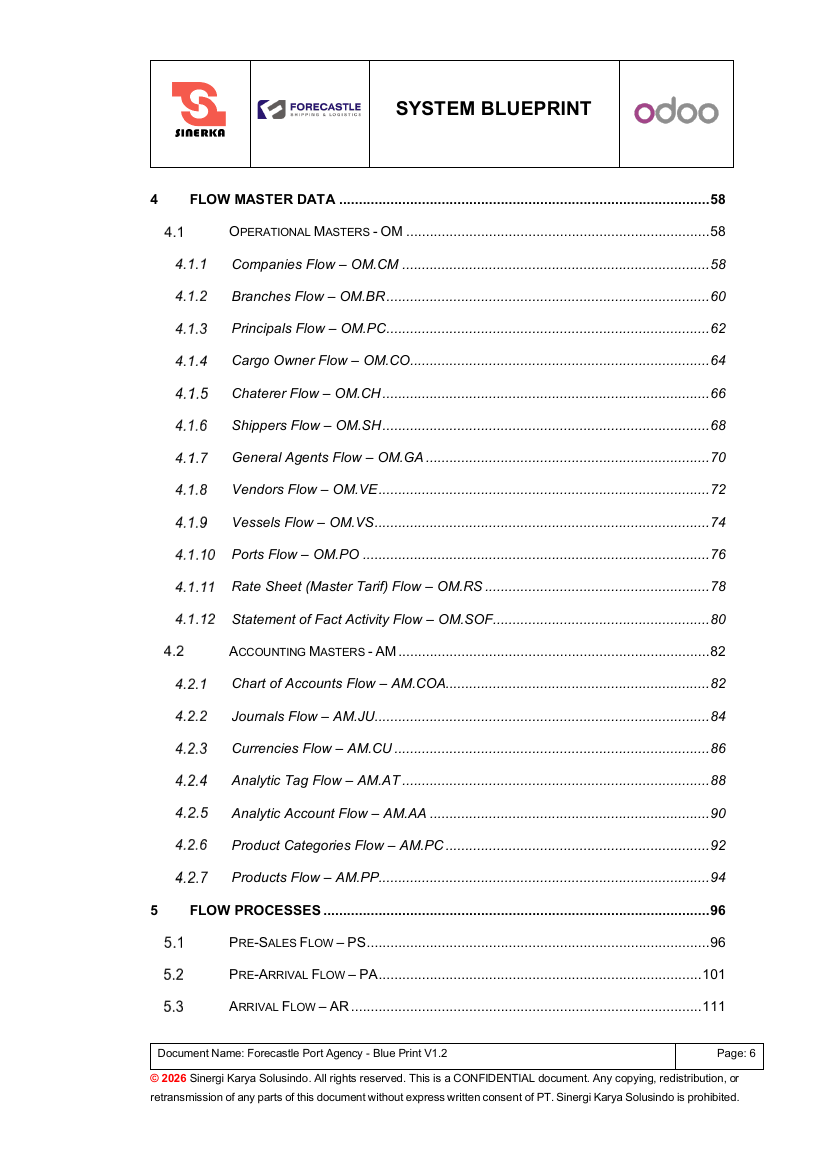 SINERKA
FORECASTLE
SHIPPING & LOGISTICS
SYSTEM BLUEPRINT
odoo
4 FLOW MASTER DATA ..........58
4.1 OPERATIONAL MASTERS - OM ..........58
4.1.1 Companies Flow – OM.CM ..........58
4.1.2 Branches Flow – OM.BR..........60
4.1.3 Principals Flow – OM.PC..........62
4.1.4 Cargo Owner Flow – OM.CO..........64
4.1.5 Chaterer Flow – OM.CH..........66
4.1.6 Shippers Flow – OM.SH..........68
4.1.7 General Agents Flow – OM.GA..........70
4.1.8 Vendors Flow – OM.VE..........72
4.1.9 Vessels Flow – OM.VS..........74
4.1.10 Ports Flow – OM.PO ..........76
4.1.11 Rate Sheet (Master Tarif) Flow – OM.RS..........78
4.1.12 Statement of Fact Activity Flow – OM.SOF..........80
4.2 ACCOUNTING MASTERS - AM..........82
4.2.1 Chart of Accounts Flow – AM.COA..........82
4.2.2 Journals Flow – AM.JU..........84
4.2.3 Currencies Flow – AM.CU..........86
4.2.4 Analytic Tag Flow – AM.AT..........88
4.2.5 Analytic Account Flow – AM.AA ..........90
4.2.6 Product Categories Flow – AM.PC..........92
4.2.7 Products Flow – AM.PP..........94
5 FLOW PROCESSES..........96
5.1 PRE-SALES FLOW – PS..........96
5.2 PRE-ARRIVAL FLOW – PA..........101
5.3 ARRIVAL FLOW – AR..........111
Document Name: Forecastle Port Agency - Blue Print V1.2 Page: 6
© 2026 Sinergi Karya Solusindo. All rights reserved. This is a CONFIDENTIAL document. Any copying, redistribution, or
retransmission of any parts of this document without express written consent of PT. Sinergi Karya Solusindo is prohibited.